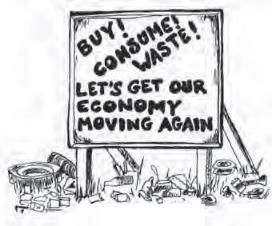 BUY!
CONSUME!
WASTE!
LET'S GET OUR
ECONOMY
MOVING AGAIN